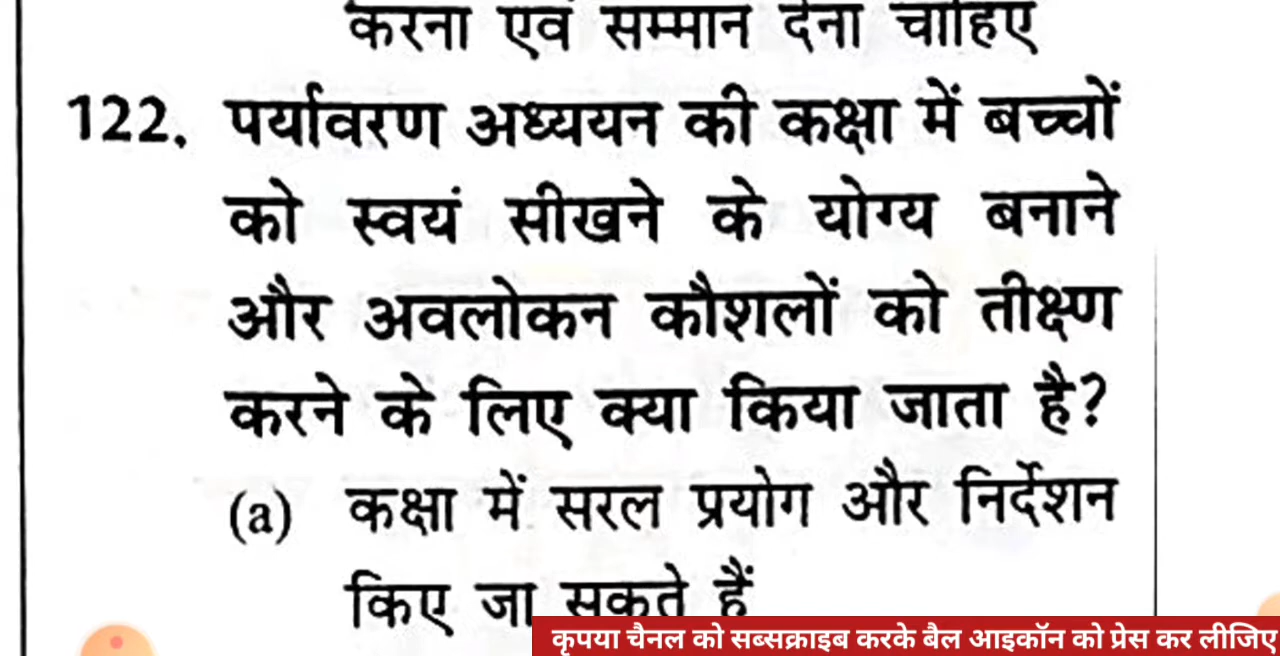 करना एवं सम्मान देना चाहिए
122. पर्यावरण अध्ययन की कक्षा में बच्चों
को स्वयं सीखने के योग्य बनाने
और अवलोकन कौशलों को तीक्ष्ण
करने के लिए क्या किया जाता है?
(a) कक्षा में सरल प्रयोग और निर्देशन
किए जा सकते हैं
कृपया चैनल को सब्सक्राइब करके बैल आइकॉन को प्रेस कर लीजिए